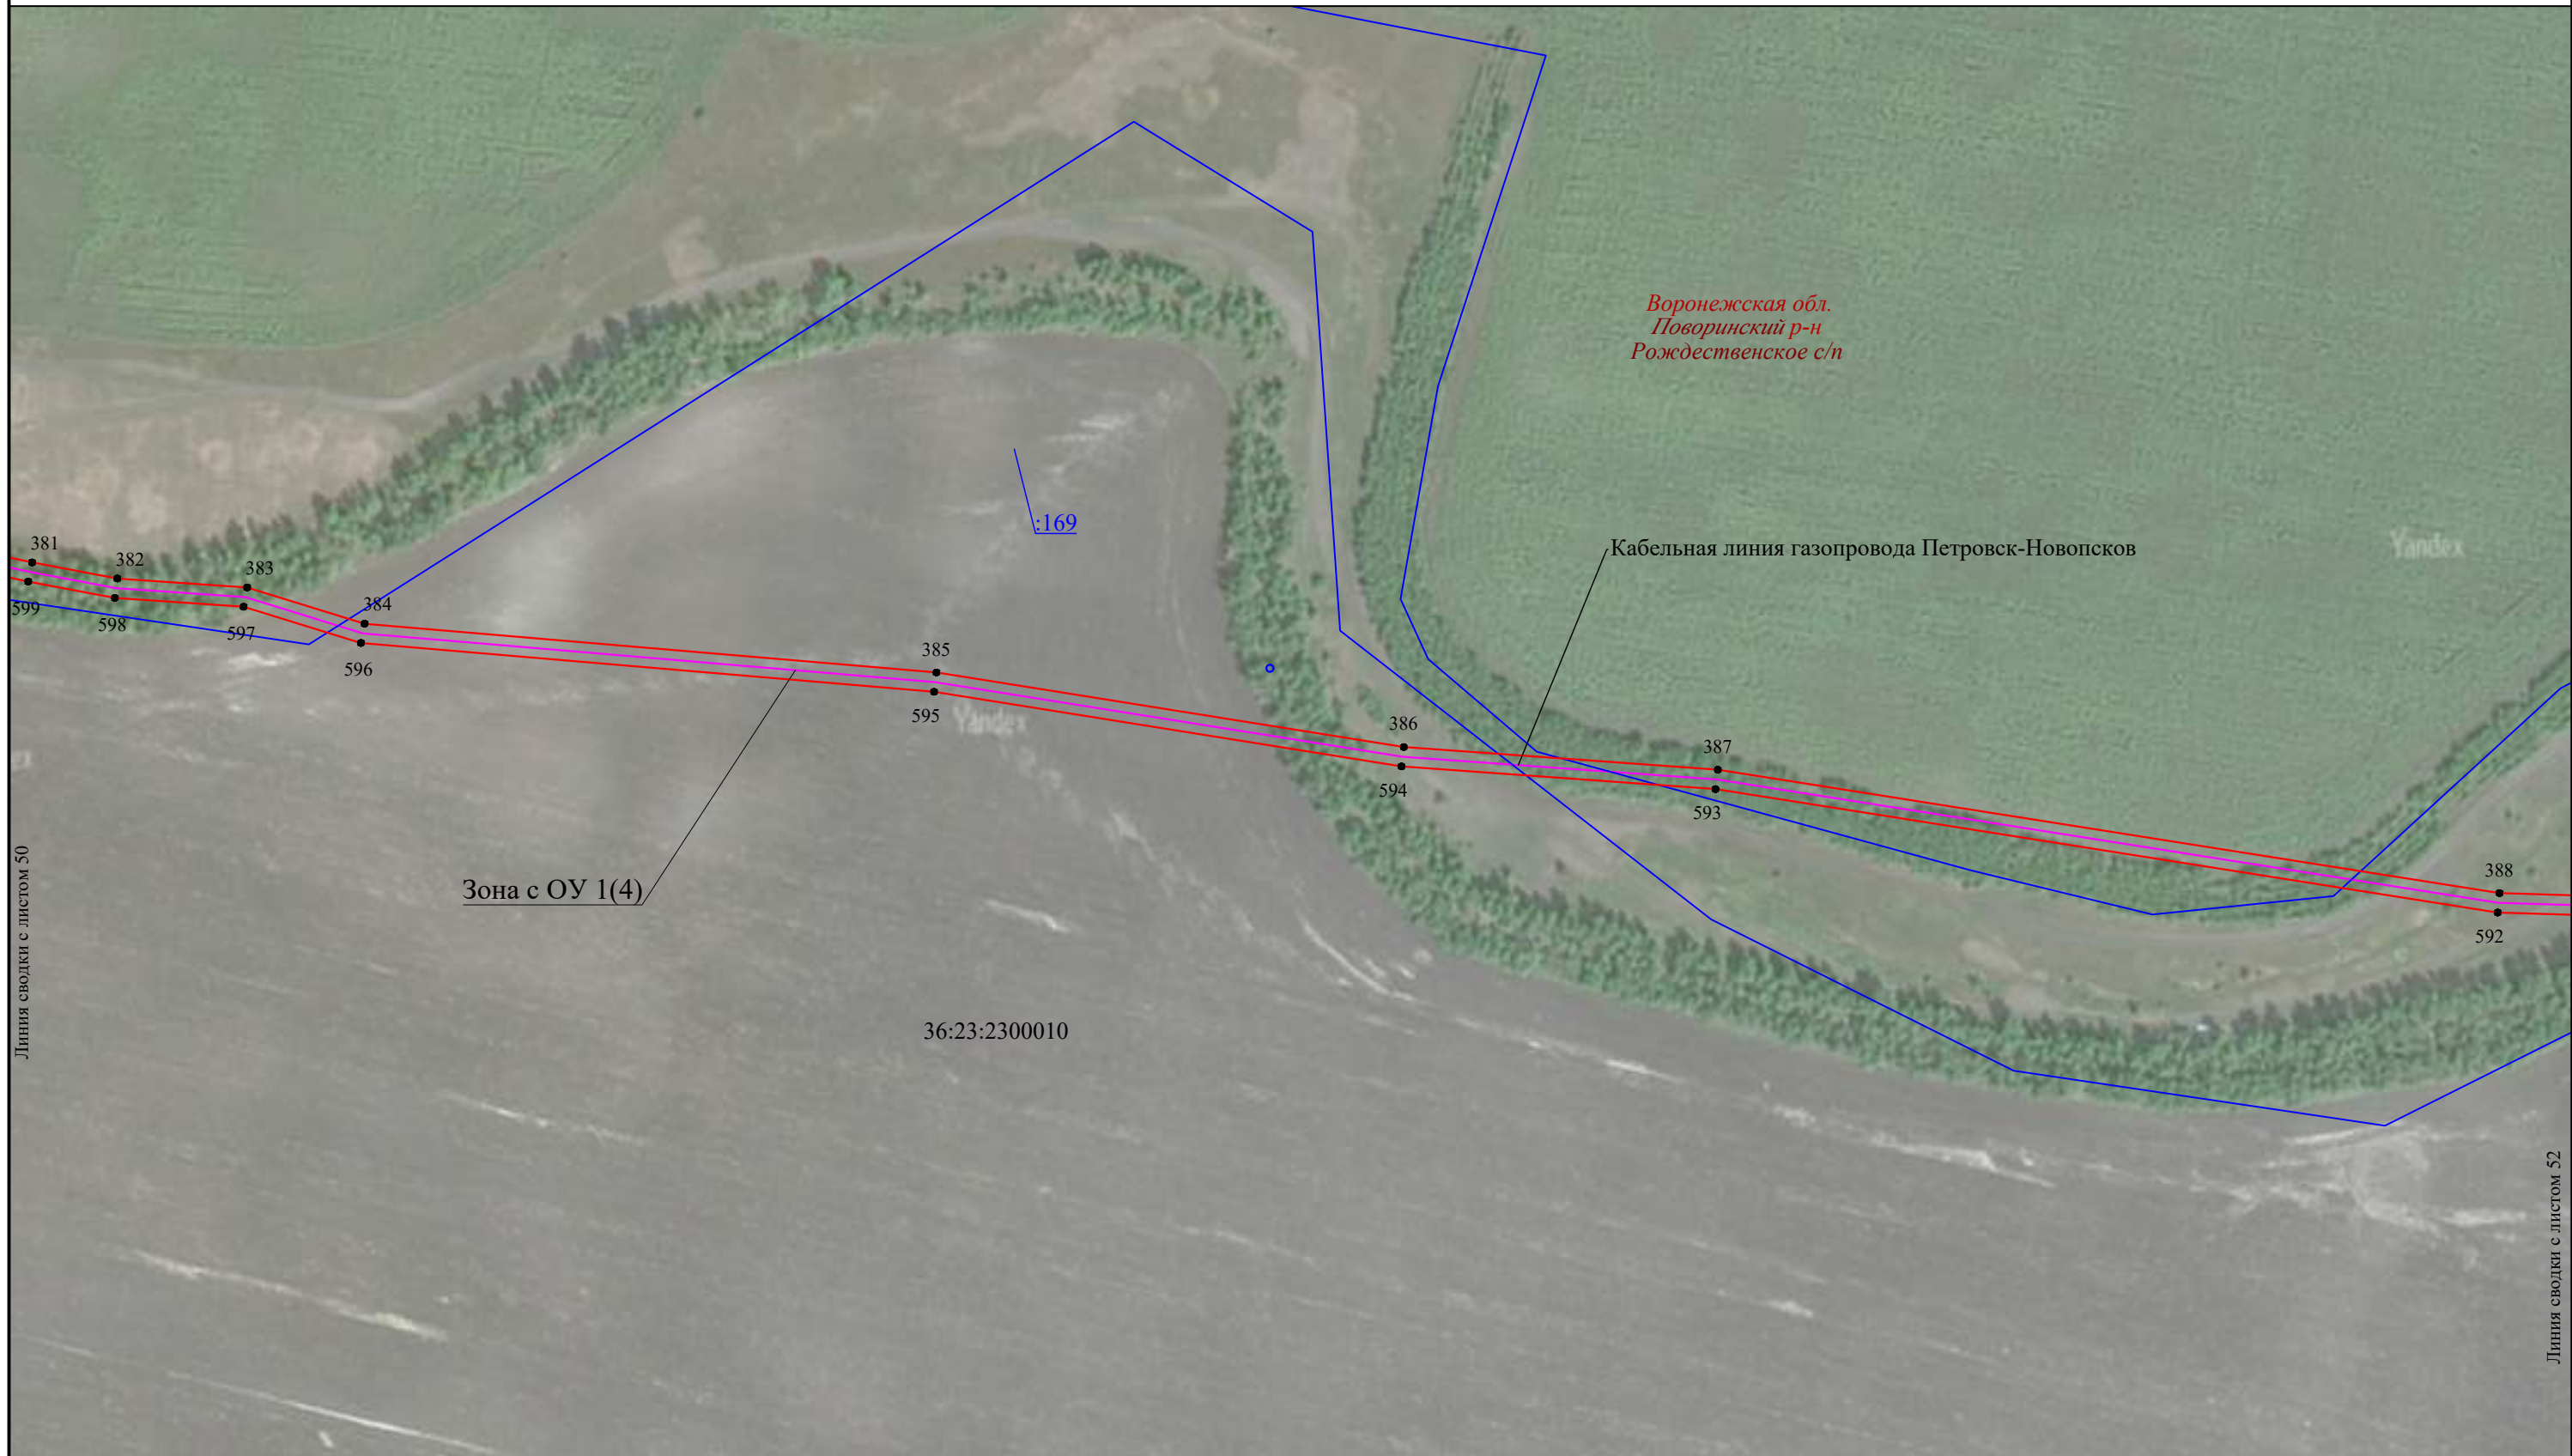 Воронежская обл.
Поворинский р-н
Рождественское с/п
:169
Кабельная линия газопровода Петровск-Новопсков
Yandex
381
382
383
384
385
386
387
388
599
598
597
596
595
594
593
592
Yandex
Зона с ОУ 1(4)
36:23:2300010
Линия сводки с листом 50
Линия сводки с листом 52